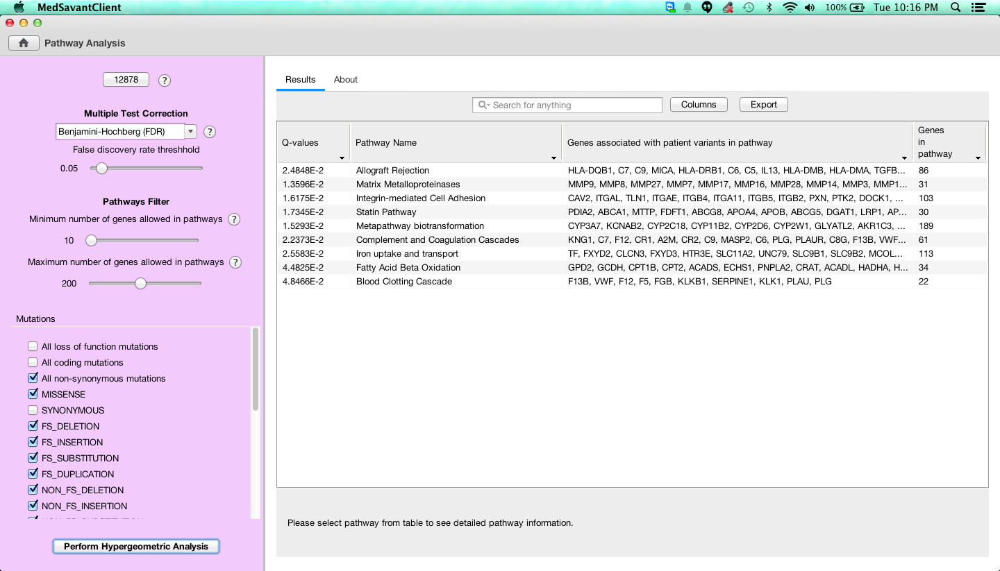 MedSavantClient
100%
Tue 10:16 PM
Pathway Analysis
12878
?
Multiple Test Correction
Benjamini-Hochberg (FDR)
?
False discovery rate threshhold
0.05
Pathways Filter
Minimum number of genes allowed in pathways
?
10
Maximum number of genes allowed in pathways
?
200
Mutations
All loss of function mutations
All coding mutations
All non-synonymous mutations
MISSENSE
SYNONYMOUS
FS_DELETION
FS_INSERTION
FS_SUBSTITUTION
FS_DUPLICATION
NON_FS_DELETION
NON_FS_INSERTION
Perform Hypergeometric Analysis
Results About
Search for anything
Columns
Export
Q-values Pathway Name Genes associated with patient variants in pathway Genes
in
pathway
2.4848E-2 Allograft Rejection HLA-DQB1, C7, C9, MICA, HLA-DRB1, C6, C5, IL13, HLA-DMB, HLA-DMA, TGFB... 86
1.3596E-2 Matrix Metalloproteinases MMP9, MMP8, MMP27, MMP7, MMP17, MMP16, MMP28, MMP14, MMP3, MMP1... 31
1.6175E-2 Integrin-mediated Cell Adhesion CAV2, ITGAL, TLN1, ITGAE, ITGB4, ITGA11, ITGB5, ITGB2, PXN, PTK2, DOCK1, ... 103
1.7345E-2 Statin Pathway PDIA2, ABCA1, MTTP, FDFT1, ABCG8, APOA4, APOB, ABCG5, DGAT1, LRP1, AP... 30
1.5293E-2 Metapathway biotransformation CYP3A7, KCNAB2, CYP2C18, CYP11B2, CYP2D6, CYP2W1, GLYATL2, AKR1C3, ... 189
2.2373E-2 Complement and Coagulation Cascades KNG1, C7, F12, CR1, A2M, CR2, C9, MASP2, C6, PLG, PLAUR, C8G, F13B, VWF... 61
2.5583E-2 Iron uptake and transport TF, FXYD2, CLCN3, FXYD3, HTR3E, SLC11A2, UNC79, SLC9B1, SLC9B2, MCOL... 113
4.4825E-2 Fatty Acid Beta Oxidation GPD2, GCDH, CPT1B, CPT2, ACADS, ECHS1, PNPLA2, CRAT, ACADL, HADHA, H... 34
4.8466E-2 Blood Clotting Cascade F13B, VWF, F12, F5, FGB, KLKB1, SERPINE1, KLK1, PLAU, PLG 22
Please select pathway from table to see detailed pathway information.